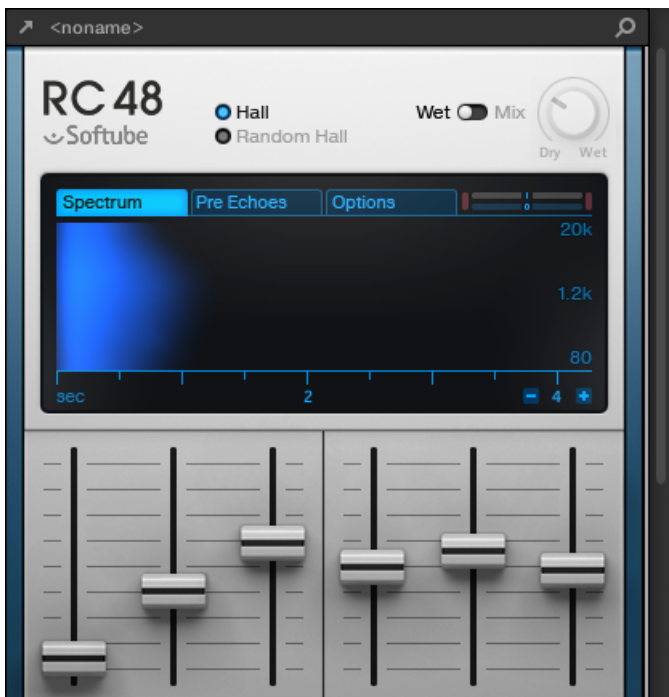 <noname>
RC 48
Softube
Hall
Random Hall
Wet Mix
Dry Wet
Spectrum Pre Echoes Options
0
20k
1.2k
80
sec 2 - 4 +